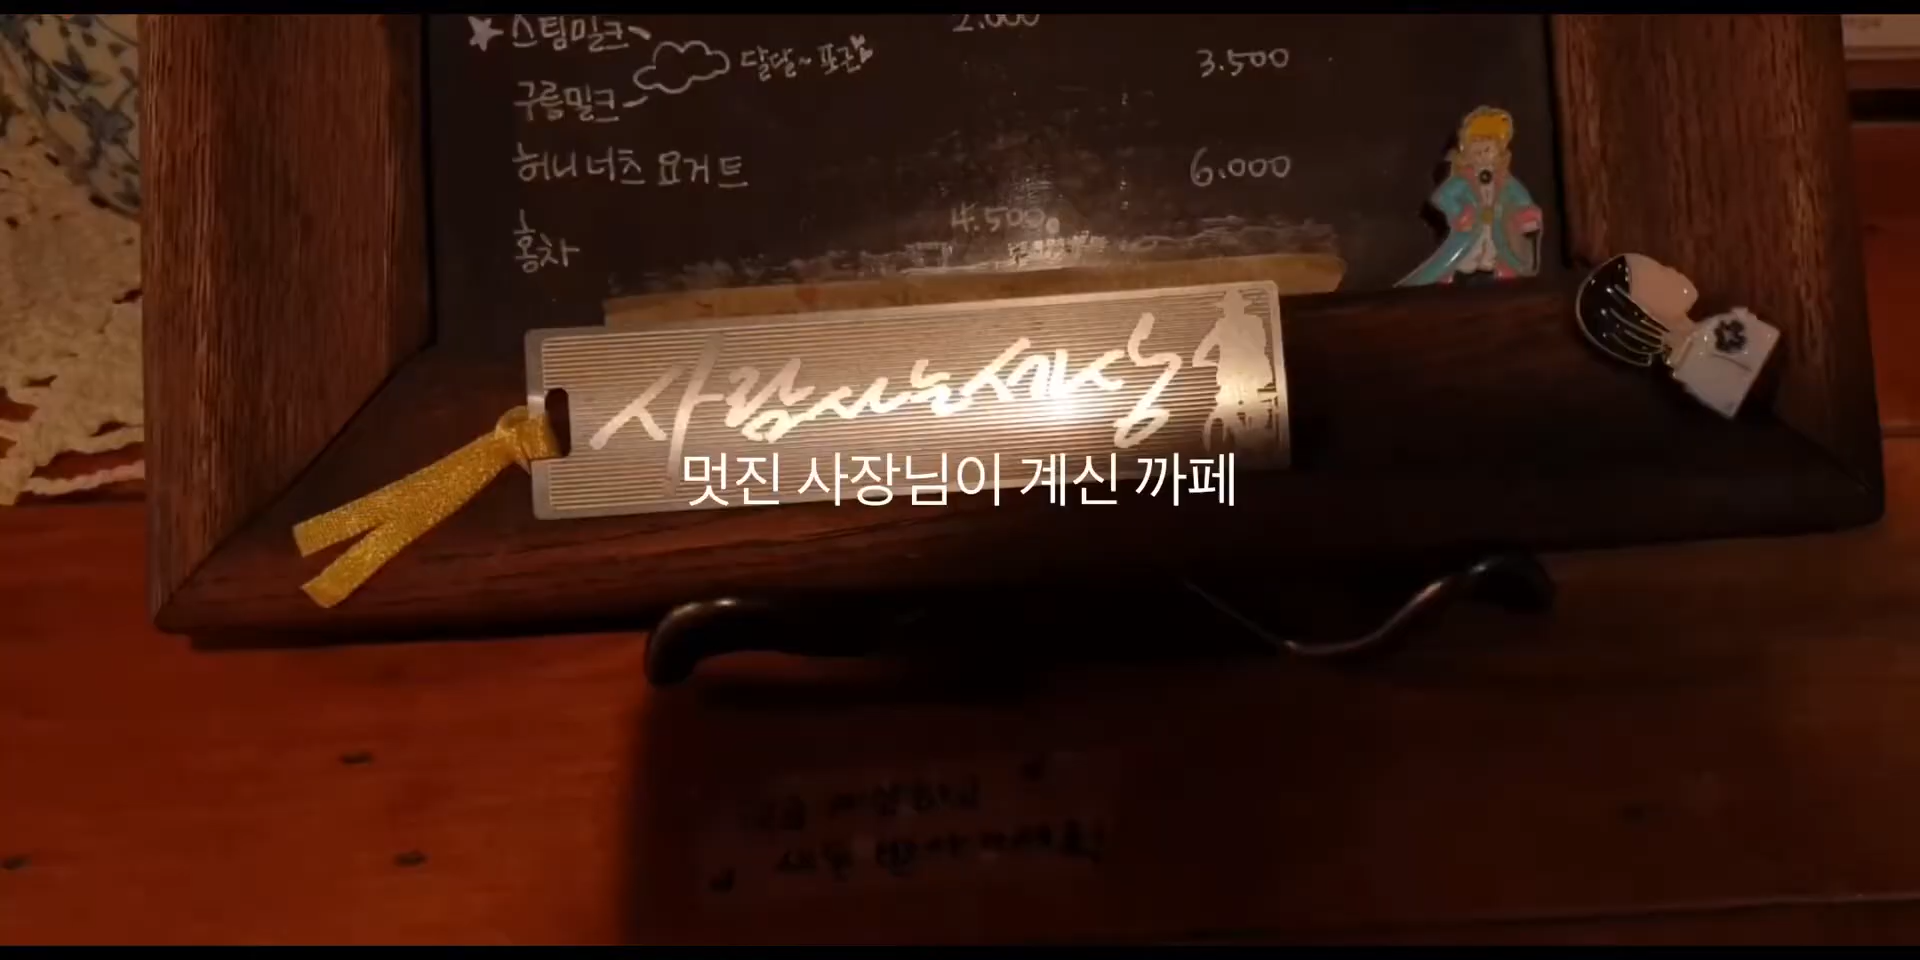 스팀밀크
달달~ 포근
3.500
구름밀크
허니너츠 요거트 6.000
홍차 4.500
사람사는세상
멋진 사장님이 계신 까페